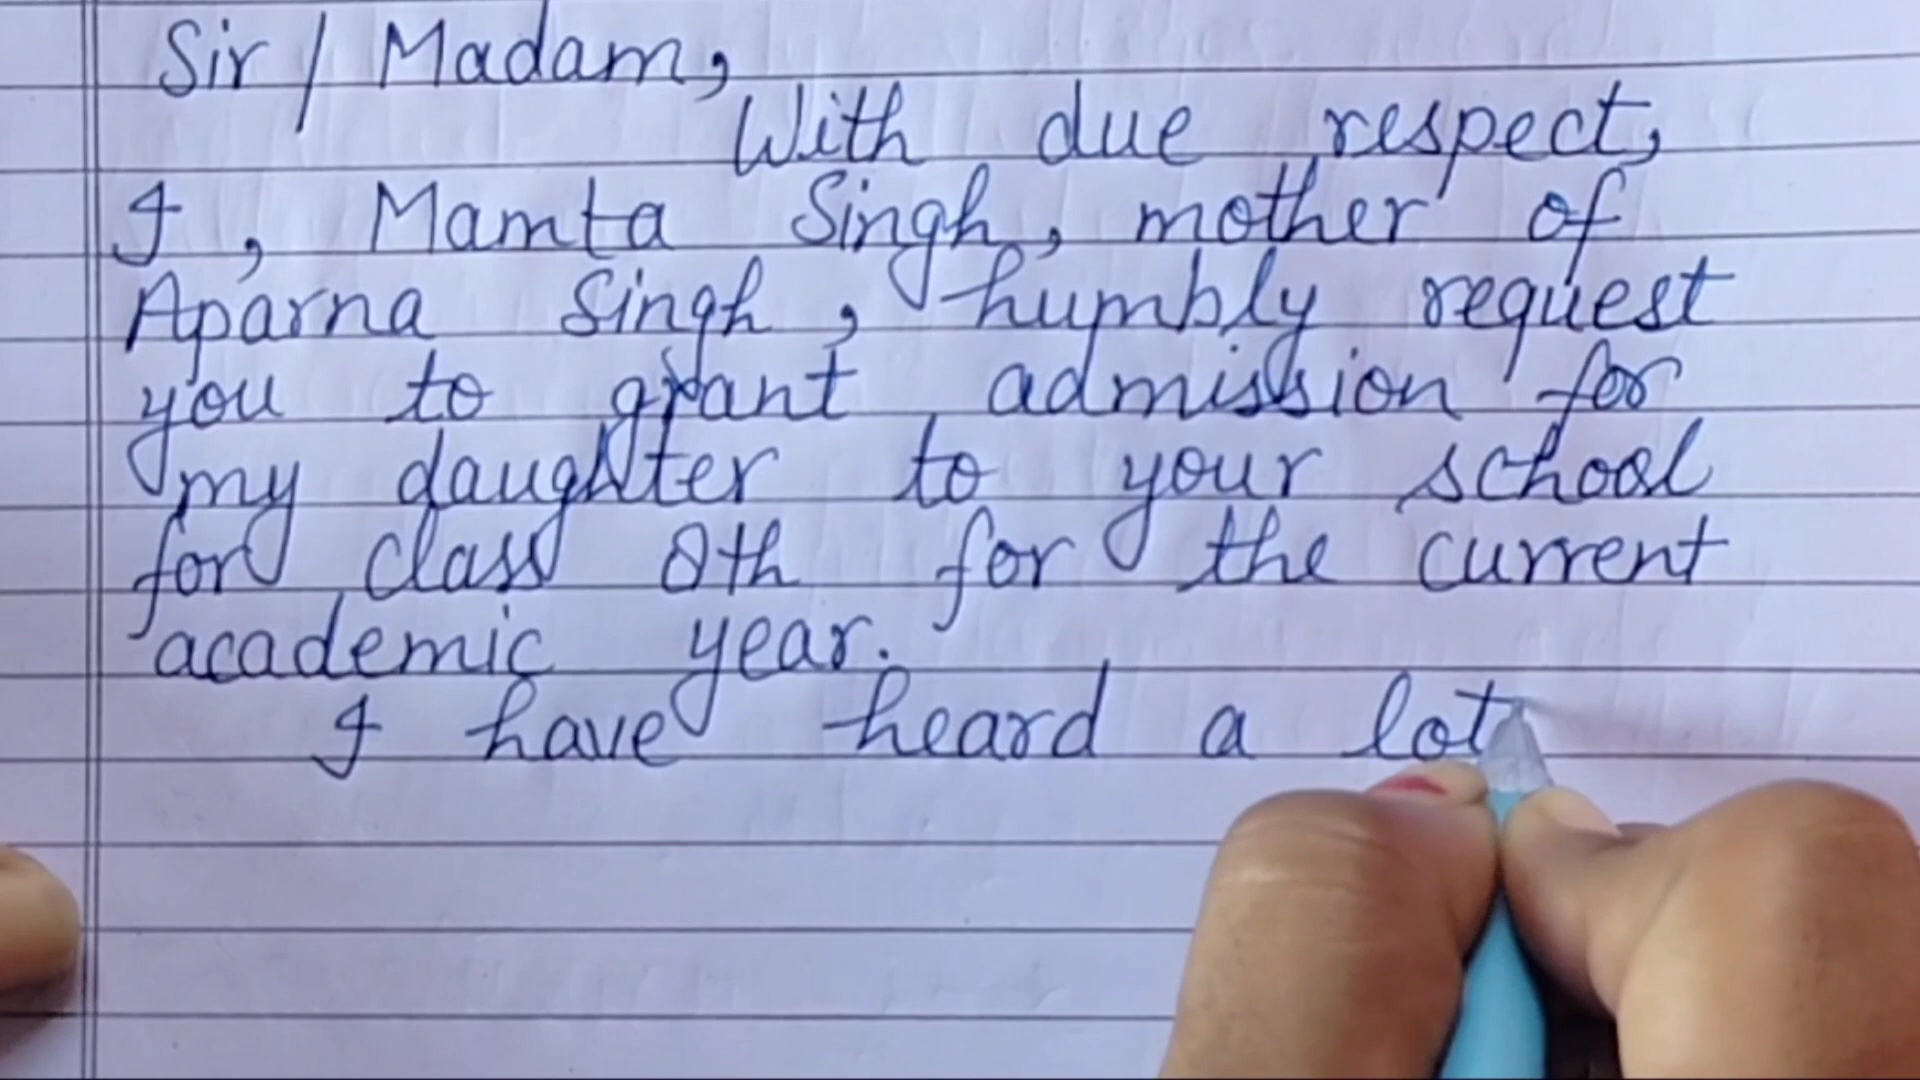 Sir / Madam,
With due respect,
I, Mamta Singh, mother of
Aparna Singh, humbly request
you to grant admission for
my daughter to your school
for class 8th for the current
academic year.
I have heard a lot